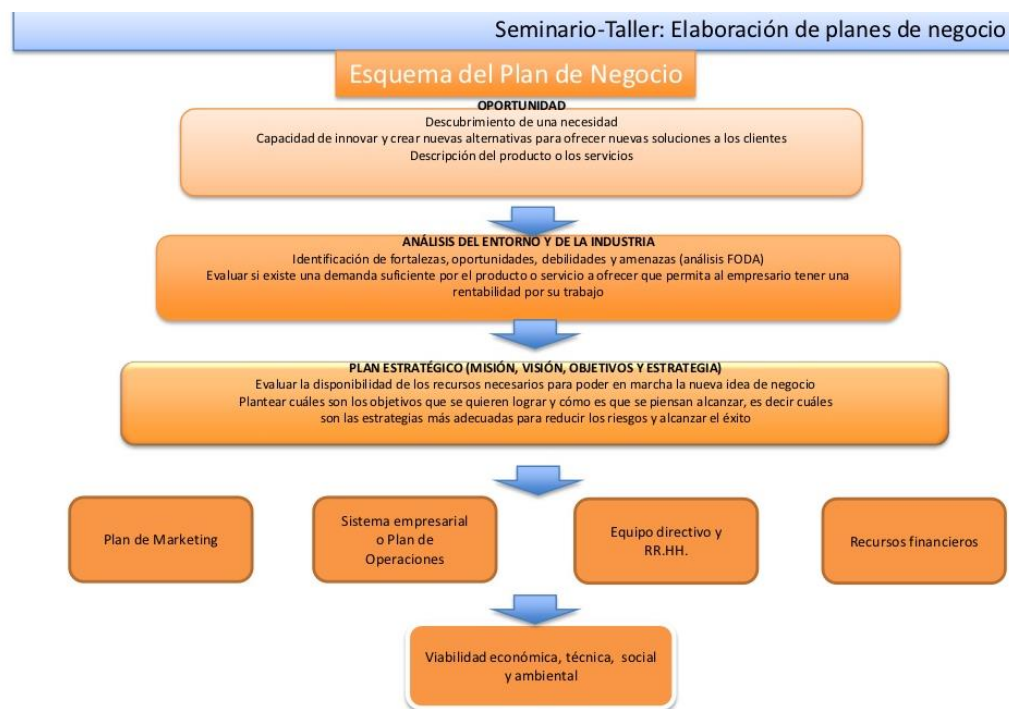 Seminario-Taller: Elaboración de planes de negocio
Esquema del Plan de Negocio
OPORTUNIDAD
Descubrimiento de una necesidad
Capacidad de innovar y crear nuevas alternativas para ofrecer nuevas soluciones a los clientes
Descripción del producto o los servicios
ANÁLISIS DEL ENTORNO Y DE LA INDUSTRIA
Identificación de fortalezas, oportunidades, debilidades y amenazas (análisis FODA)
Evaluar si existe una demanda suficiente por el producto o servicio a ofrecer que permita al empresario tener una
rentabilidad por su trabajo
PLAN ESTRATÉGICO (MISIÓN, VISIÓN, OBJETIVOS Y ESTRATEGIA)
Evaluar la disponibilidad de los recursos necesarios para poder en marcha la nueva idea de negocio
Plantear cuáles son los objetivos que se quieren lograr y cómo es que se piensan alcanzar, es decir cuáles
son las estrategias más adecuadas para reducir los riesgos y alcanzar el éxito
Plan de Marketing
Sistema empresarial
o Plan de
Operaciones
Equipo directivo y
RR.HH.
Recursos financieros
Viabilidad económica, técnica, social
y ambiental